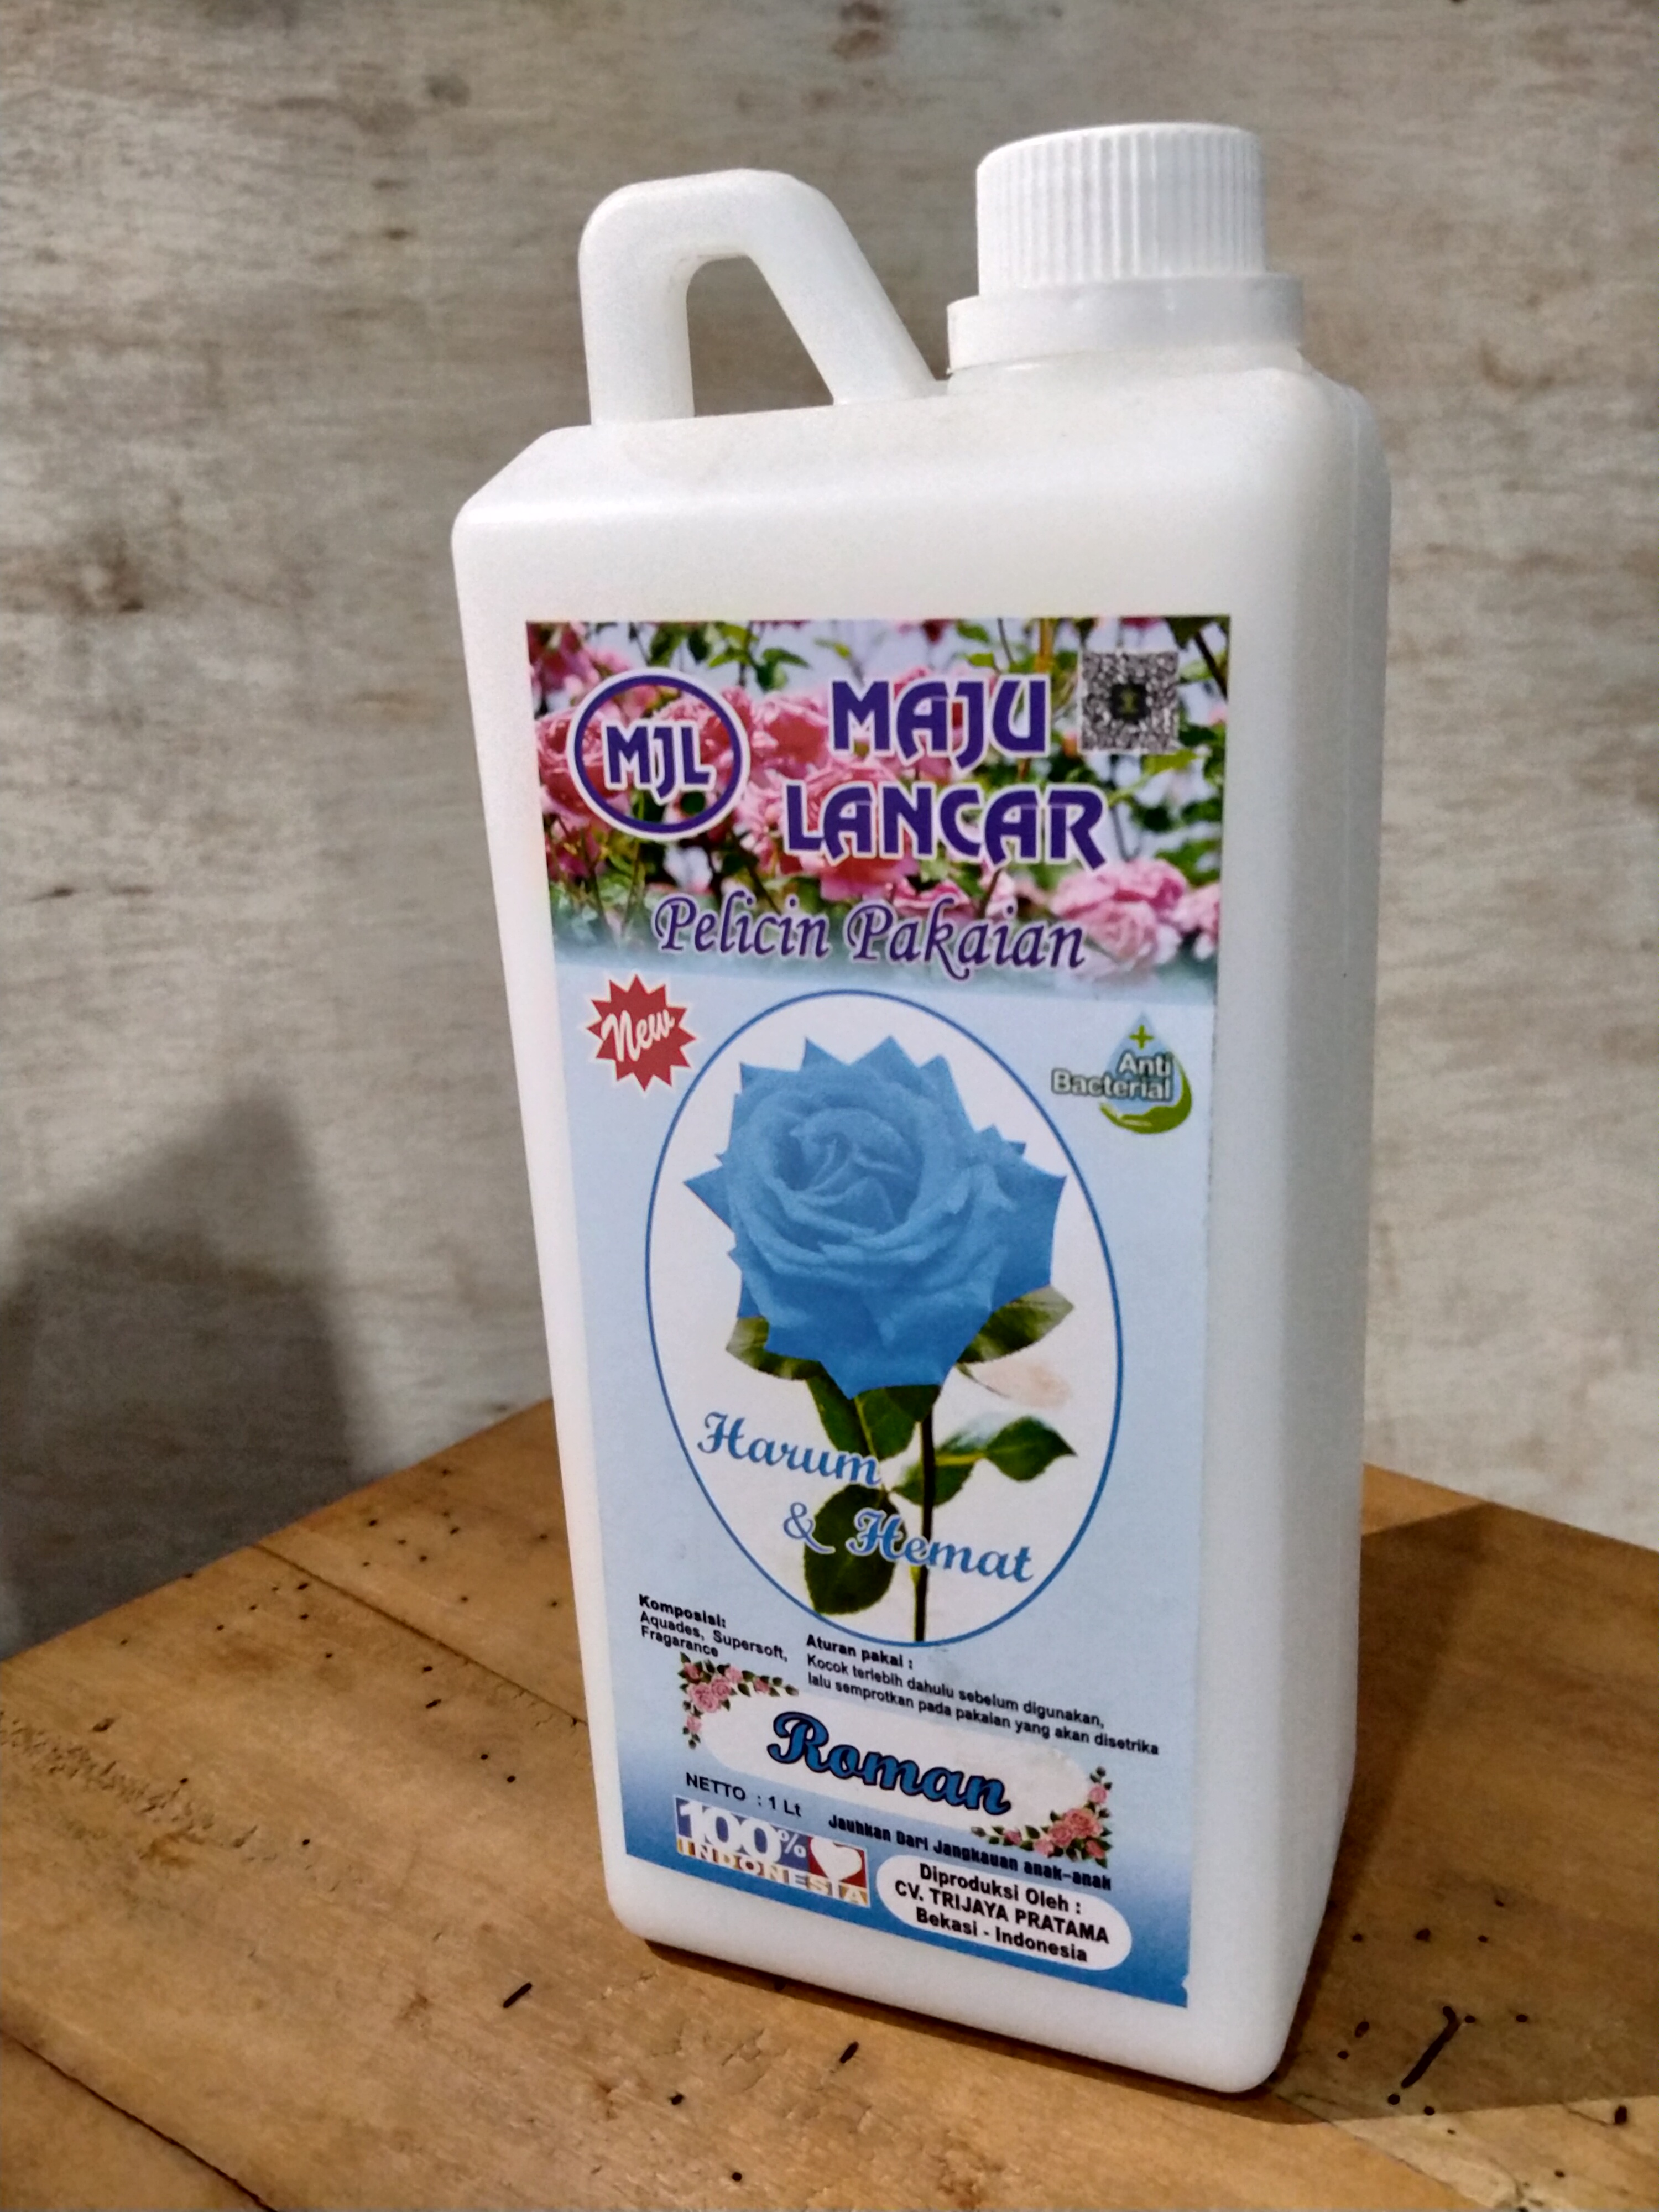 MJL
MAJU
LANCAR
Pelicin Pakaian
New
+
Anti
Bacterial
Harum
& Hemat
Komposisi:
Aquades, Supersoft,
Fragarance
Aturan pakai :
Kocok terlebih dahulu sebelum digunakan,
lalu semprotkan pada pakaian yang akan disetrika
Roman
NETTO : 1 Lt
Jauhkan Dari Jangkauan anak-anak
100%
INDONESIA
Diproduksi Oleh :
CV. TRIJAYA PRATAMA
Bekasi - Indonesia